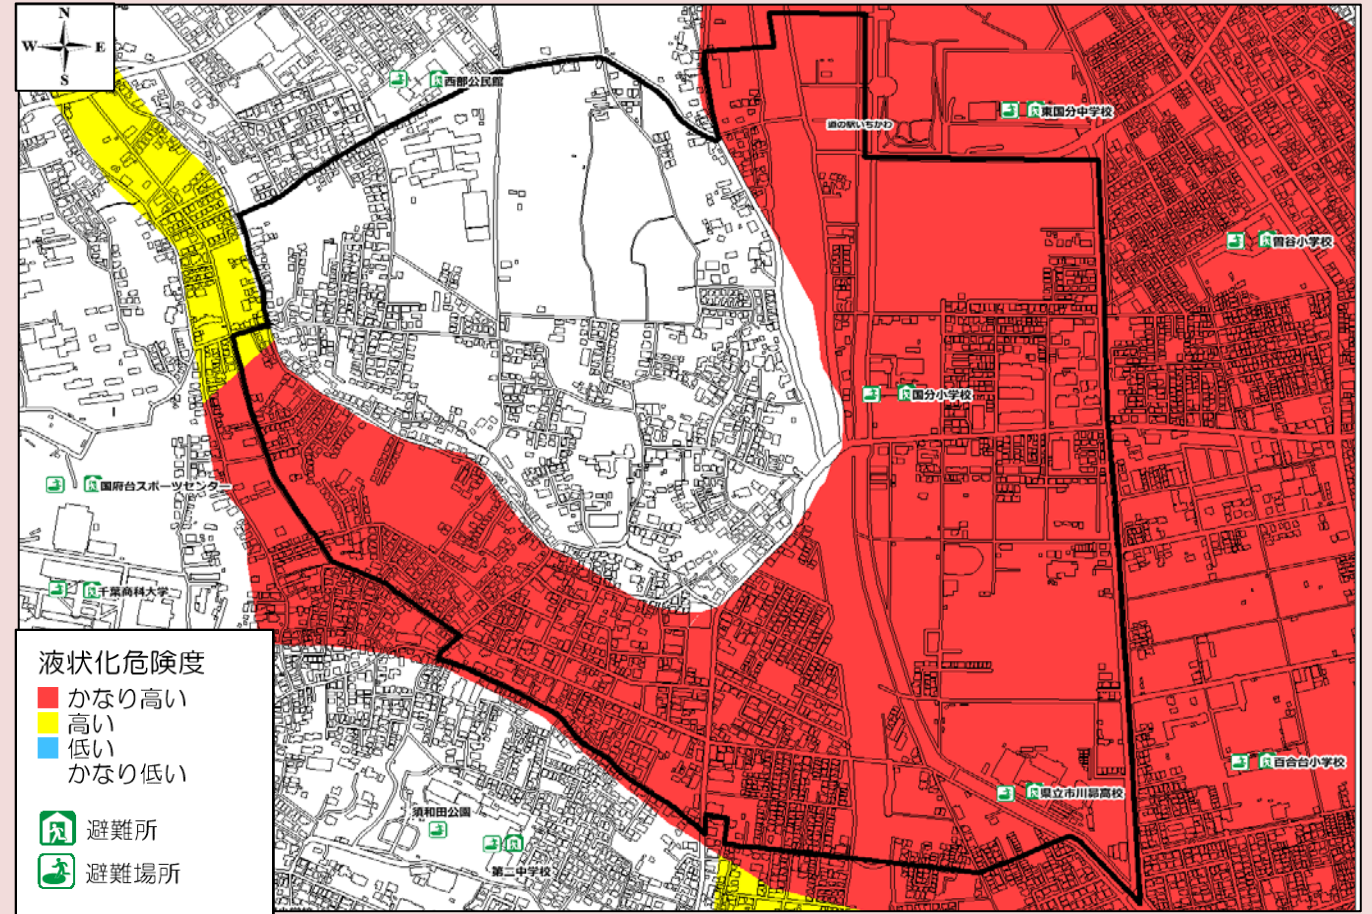 N
W E
S
西部公民館
東国分中学校
道の駅いちかわ
曽谷小学校
国分小学校
国府台スポーツセンター
千葉商科大学
液状化危険度
かなり高い
高い
低い
かなり低い
避難所
避難場所
百合台小学校
県立市川昴高校
須和田公園
第二中学校